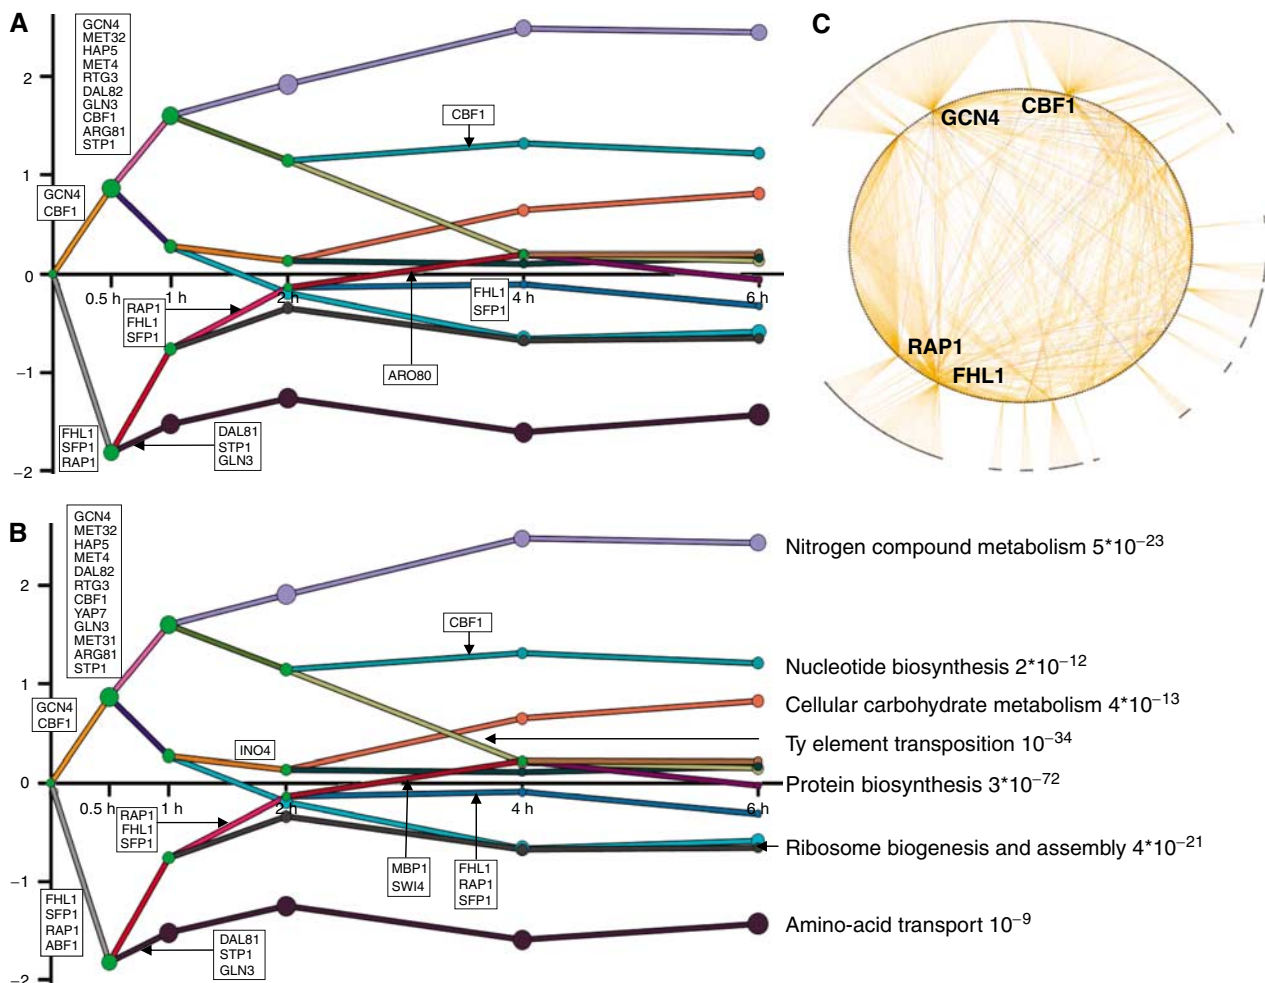 A
GCN4
MET32
HAP5
MET4
RTG3
DAL82
GLN3
CBF1
ARG81
STP1
2
1
0
−1
−2
GCN4
CBF1
0.5 h
1 h
2 h
4 h
6 h
CBF1
RAP1
FHL1
SFP1
FHL1
SFP1
ARO80
FHL1
SFP1
RAP1
DAL81
STP1
GLN3
C
GCN4
CBF1
RAP1
FHL1
B
GCN4
MET32
HAP5
MET4
DAL82
RTG3
CBF1
YAP7
GLN3
MET31
ARG81
STP1
2
1
0
−1
−2
GCN4
CBF1
INO4
CBF1
0.5 h
1 h
2 h
4 h
6 h
RAP1
FHL1
SFP1
MBP1
SWI4
FHL1
RAP1
SFP1
FHL1
SFP1
RAP1
ABF1
DAL81
STP1
GLN3
Nitrogen compound metabolism 5*10−23
Nucleotide biosynthesis 2*10−12
Cellular carbohydrate metabolism 4*10−13
Ty element transposition 10−34
Protein biosynthesis 3*10−72
Ribosome biogenesis and assembly 4*10−21
Amino-acid transport 10−9